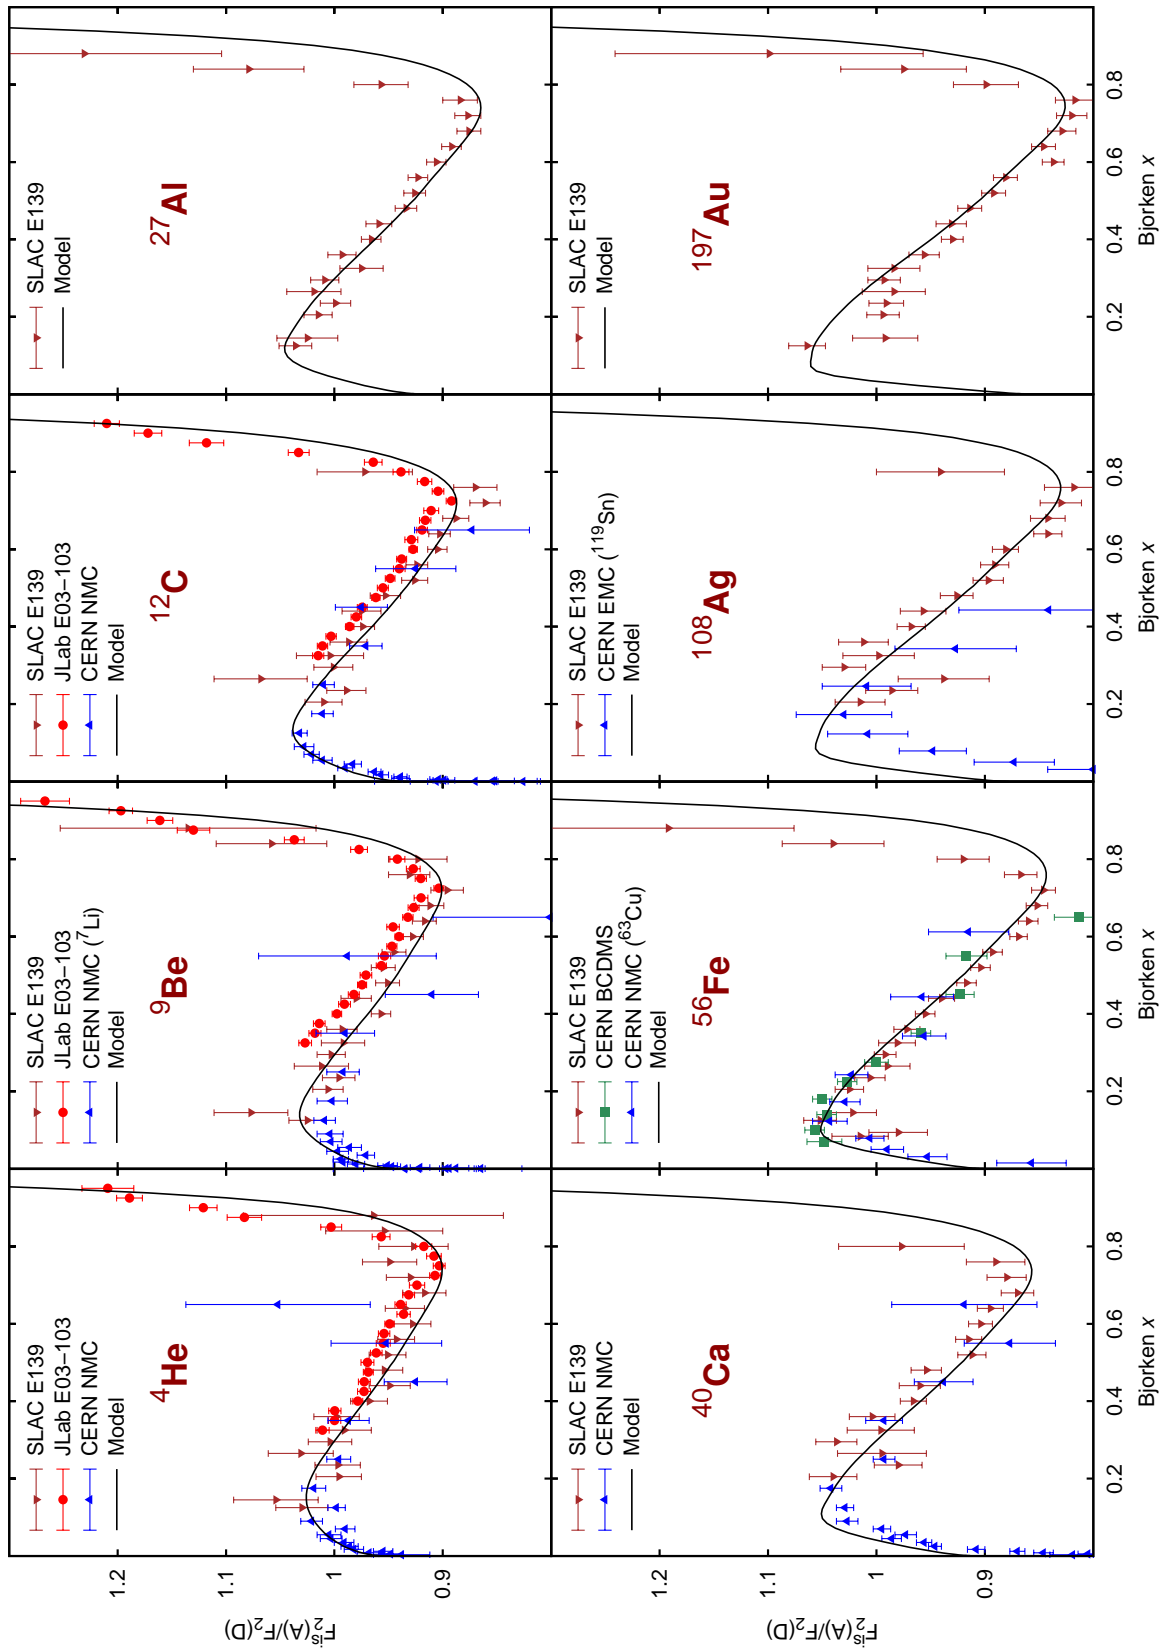 SLAC E139
JLab E03–103
CERN NMC
Model
⁴He
SLAC E139
JLab E03–103
CERN NMC (⁷Li)
Model
⁹Be
SLAC E139
JLab E03–103
CERN NMC
Model
¹²C
SLAC E139
Model
²⁷Al
1.2
1.1
1
0.9
F₂ⁱˢ(A)/F₂(D)
SLAC E139
CERN NMC
Model
⁴⁰Ca
SLAC E139
CERN BCDMS
CERN NMC (⁶³Cu)
Model
⁵⁶Fe
SLAC E139
CERN EMC (¹¹⁹Sn)
Model
¹⁰⁸Ag
SLAC E139
Model
¹⁹⁷Au
1.2
1.1
1
0.9
0.2 0.4 0.6 0.8
0.2 0.4 0.6 0.8
0.2 0.4 0.6 0.8
0.2 0.4 0.6 0.8
Bjorken x
Bjorken x
Bjorken x
Bjorken x